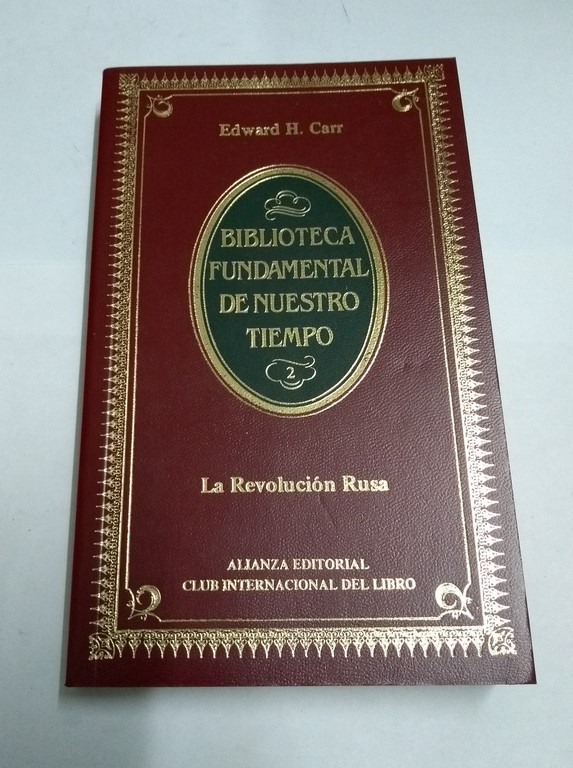 Edward H. Carr
BIBLIOTECA
FUNDAMENTAL
DE NUESTRO
TIEMPO
2
La Revolución Rusa
ALIANZA EDITORIAL
CLUB INTERNACIONAL DEL LIBRO